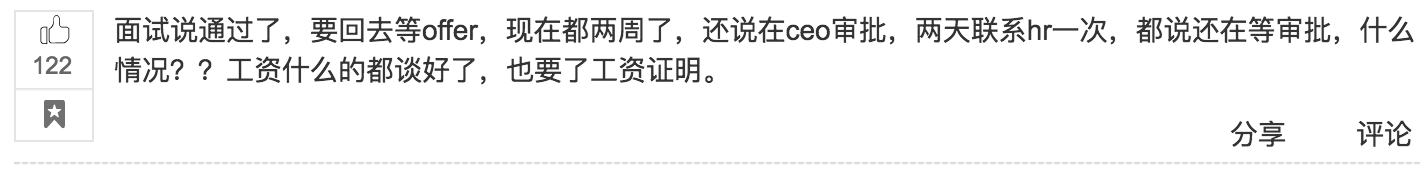 面试说通过了，要回去等offer，现在都两周了，还说在ceo审批，两天联系hr一次，都说还在等审批，什么
122
情况？？工资什么的都谈好了，也要了工资证明。
分享 评论